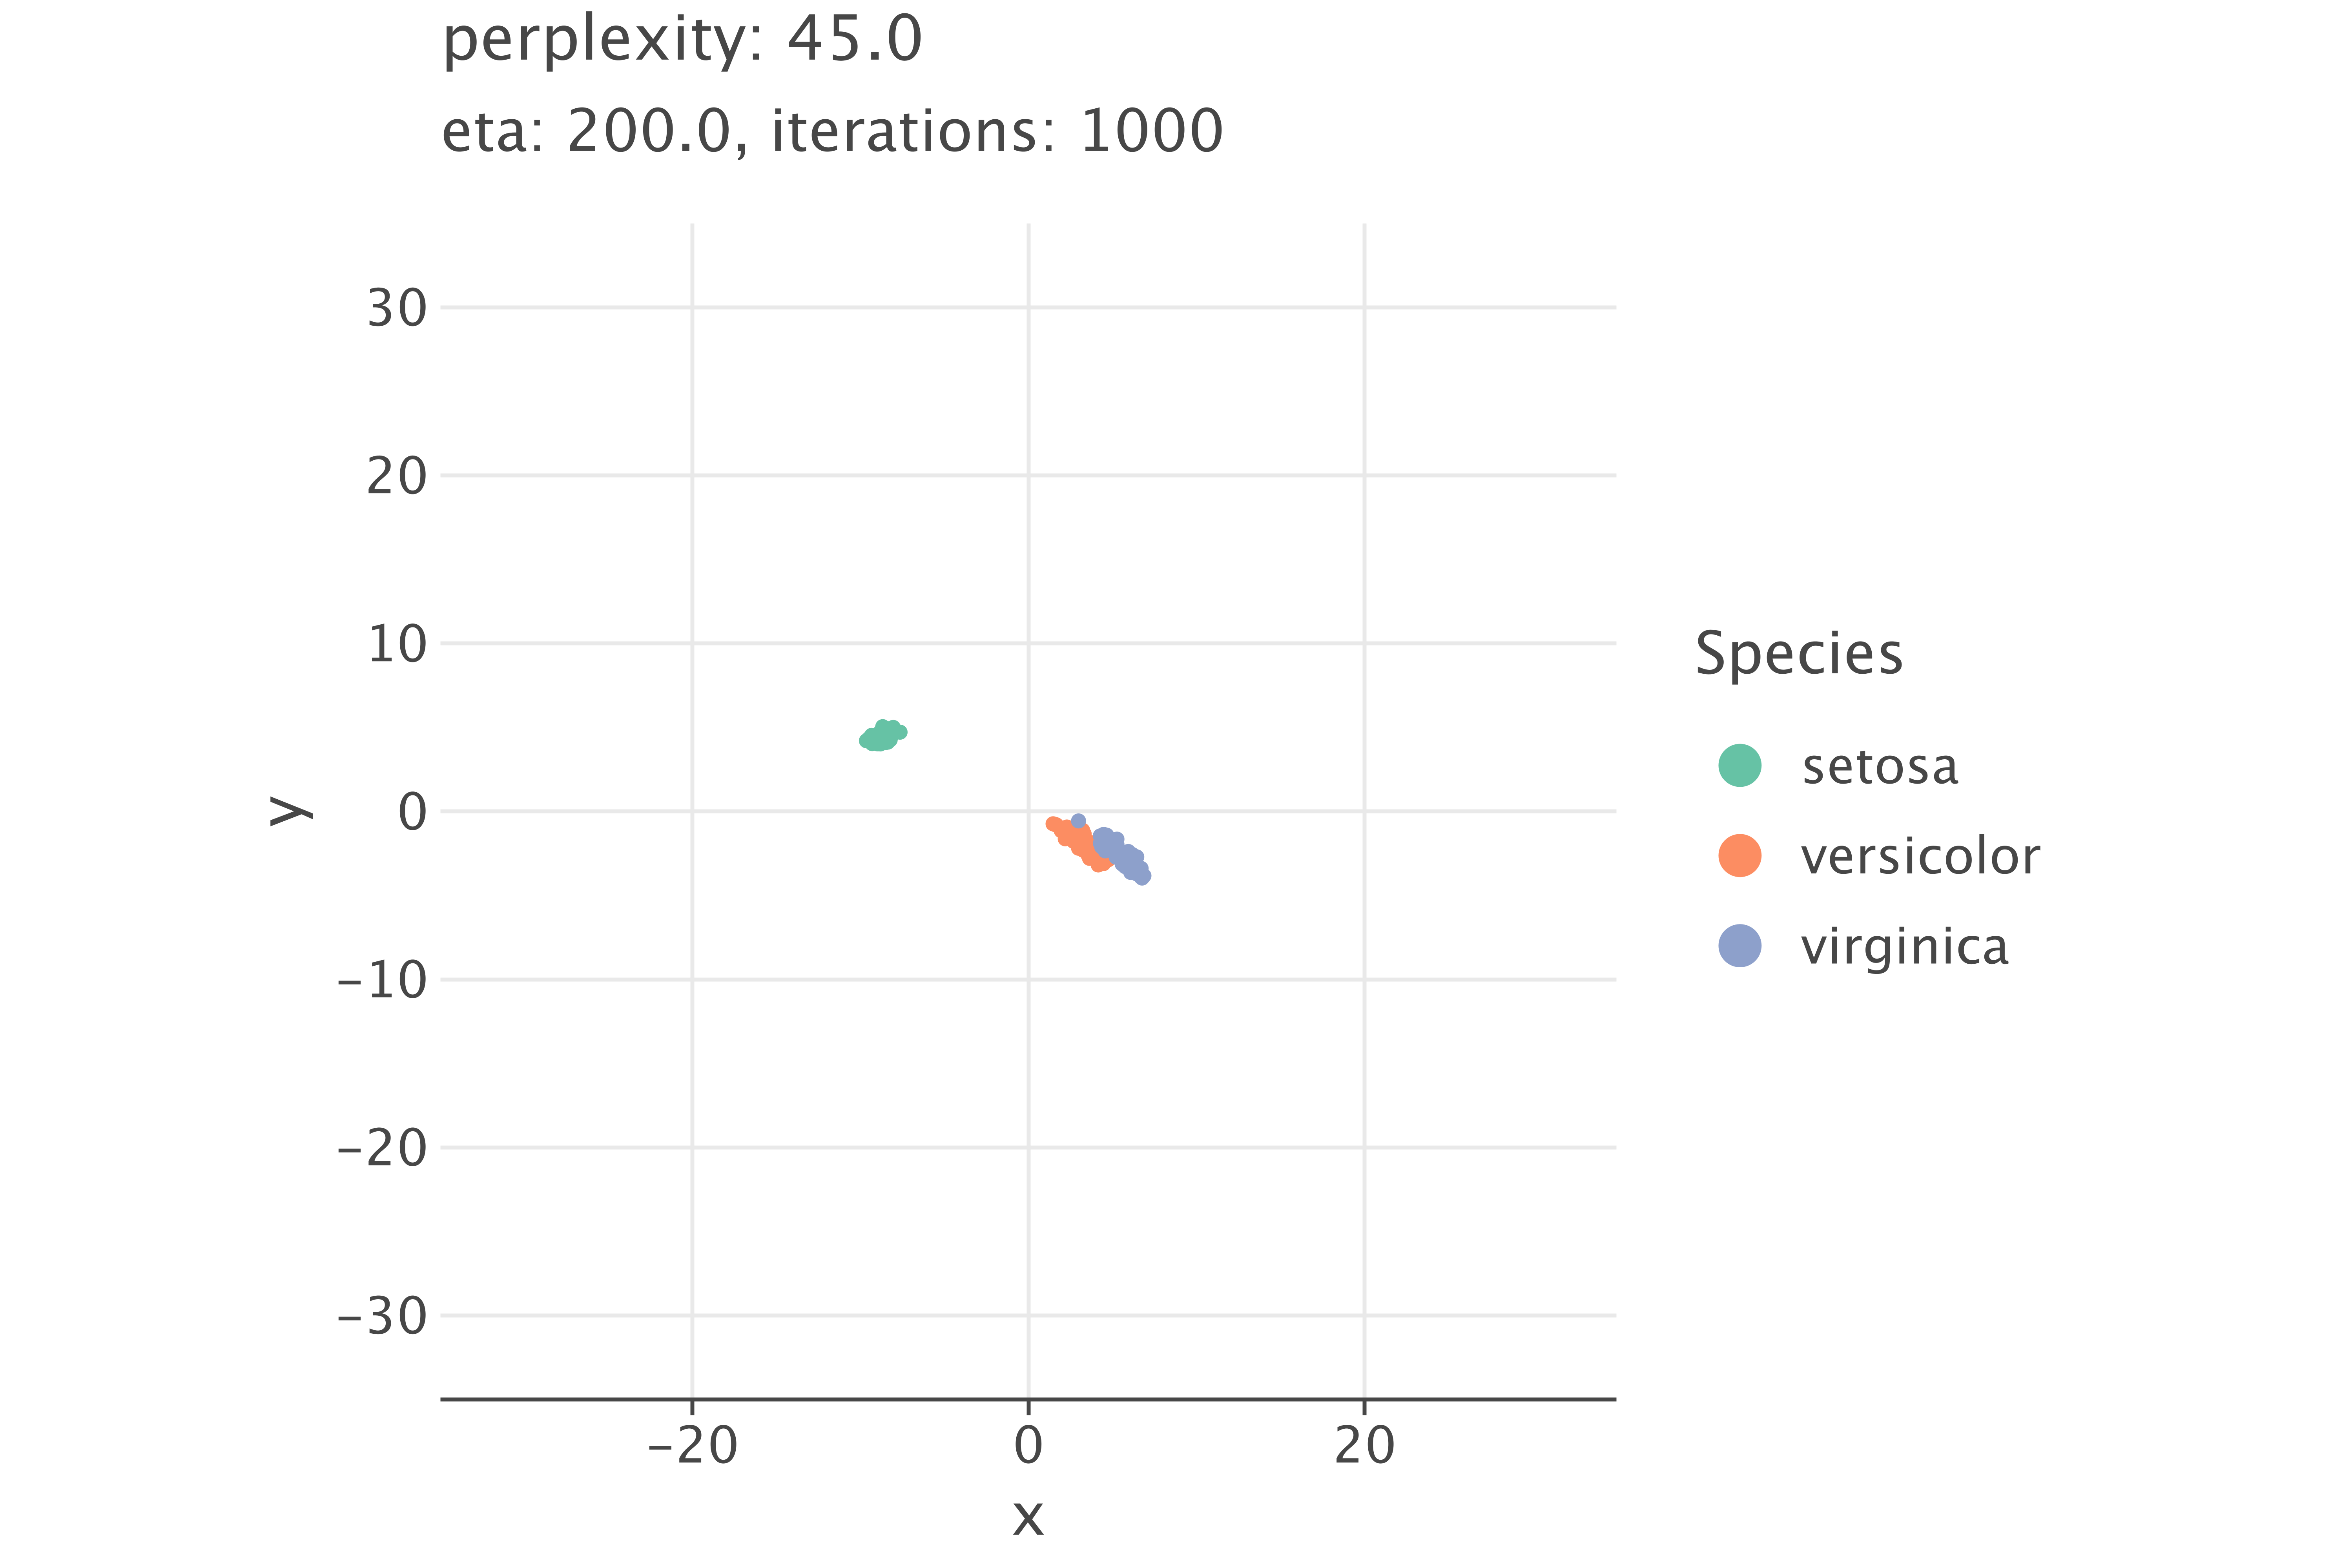 perplexity: 45.0
eta: 200.0, iterations: 1000
30
20
10
0
−10
−20
−30
y
−20
0
20
x
Species
setosa
versicolor
virginica